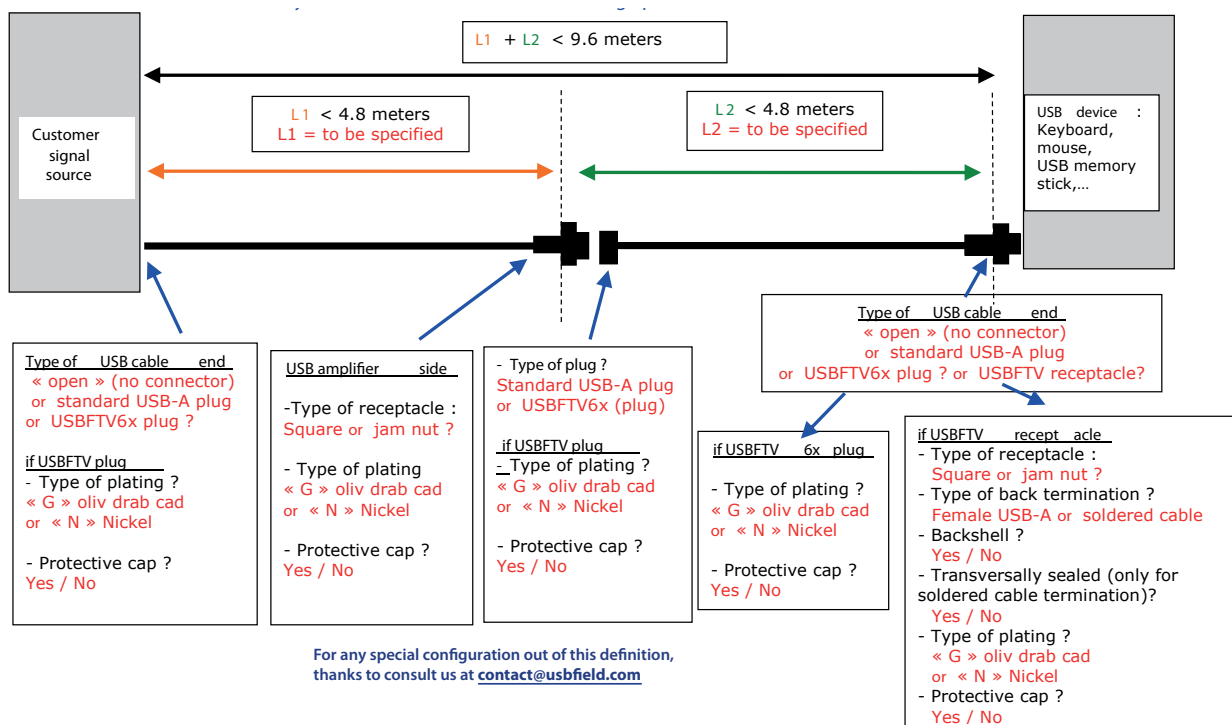 L1 + L2 < 9.6 meters
L1 < 4.8 meters
L1 = to be specified
L2 < 4.8 meters
L2 = to be specified
Customer
signal
source
USB device :
Keyboard,
mouse,
USB memory
stick,...
Type of USB cable end
« open » (no connector)
or standard USB-A plug
or USBFTV6x plug ?
if USBFTV plug
- Type of plating ?
« G » oliv drab cad
or « N » Nickel
- Protective cap ?
Yes / No
USB amplifier side
-Type of receptacle :
Square or jam nut ?
- Type of plating
« G » oliv drab cad
or « N » Nickel
- Protective cap ?
Yes / No
- Type of plug ?
Standard USB-A plug
or USBFTV6x (plug)
if USBFTV plug
- Type of plating ?
« G » oliv drab cad
or « N » Nickel
- Protective cap ?
Yes / No
Type of USB cable end
« open » (no connector)
or standard USB-A plug
or USBFTV6x plug ? or USBFTV receptacle?
if USBFTV 6x plug
- Type of plating ?
« G » oliv drab cad
or « N » Nickel
- Protective cap ?
Yes / No
if USBFTV recept acle
- Type of receptacle :
Square or jam nut ?
- Type of back termination ?
Female USB-A or soldered cable
- Backshell ?
Yes / No
- Transversally sealed (only for
soldered cable termination)?
Yes / No
- Type of plating ?
« G » oliv drab cad
or « N » Nickel
- Protective cap ?
Yes / No
For any special configuration out of this definition,
thanks to consult us at contact@usbfield.com